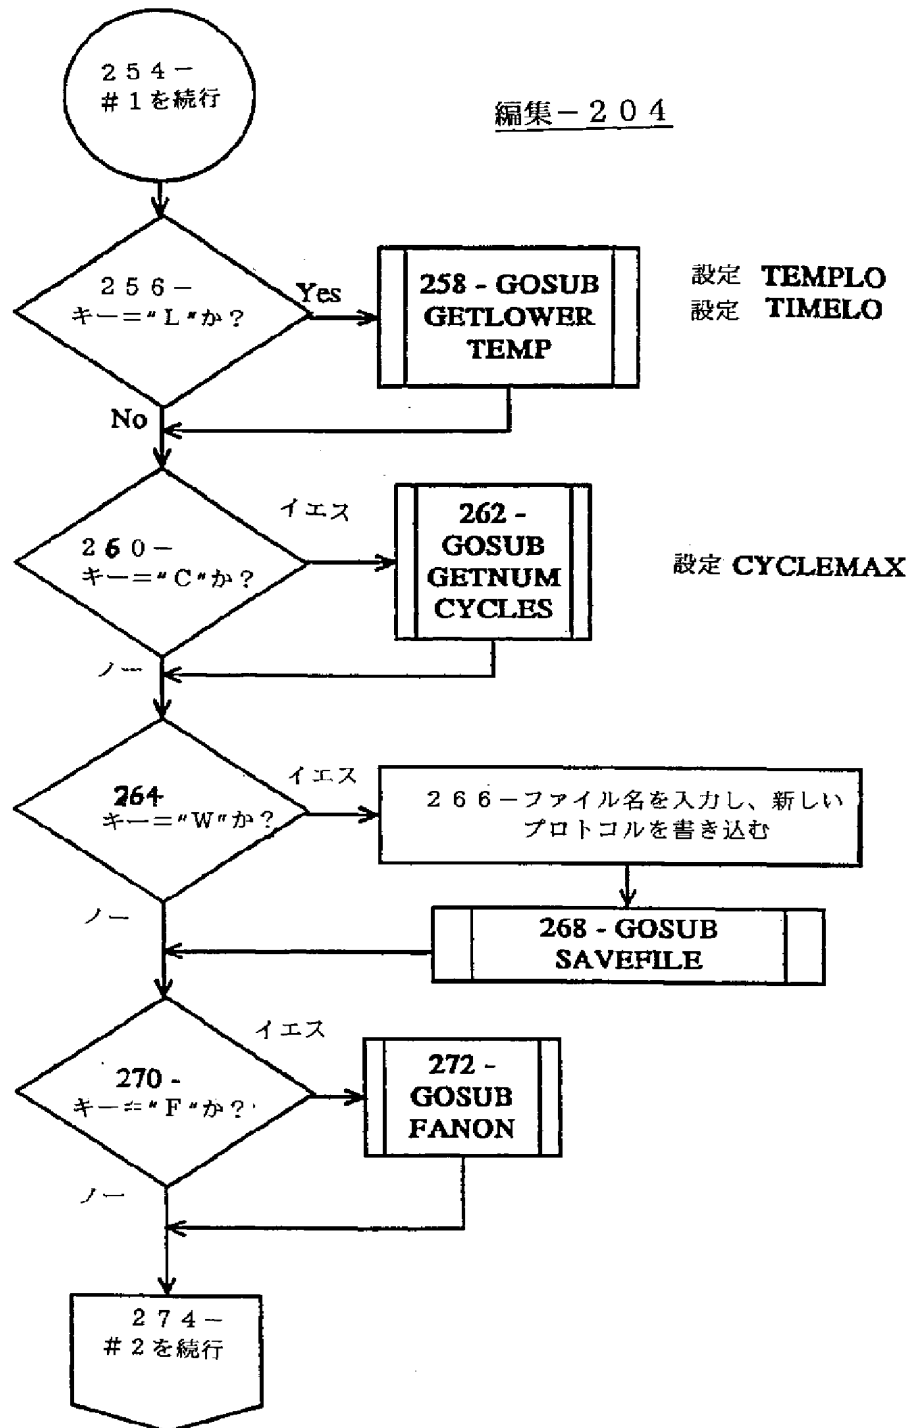 254−
#1を続行
編集−204
256−
キー="L"か?
Yes
258 - GOSUB
GETLOWER
TEMP
設定 TEMPLO
設定 TIMELO
No
260−
キー="C"か?
イエス
262 -
GOSUB
GETNUM
CYCLES
設定 CYCLEMAX
ノー
264
キー="W"か?
イエス
266−ファイル名を入力し、新しい
プロトコルを書き込む
ノー
268 - GOSUB
SAVEFILE
270 -
キー="F"か?
イエス
272 -
GOSUB
FANON
ノー
274−
#2を続行